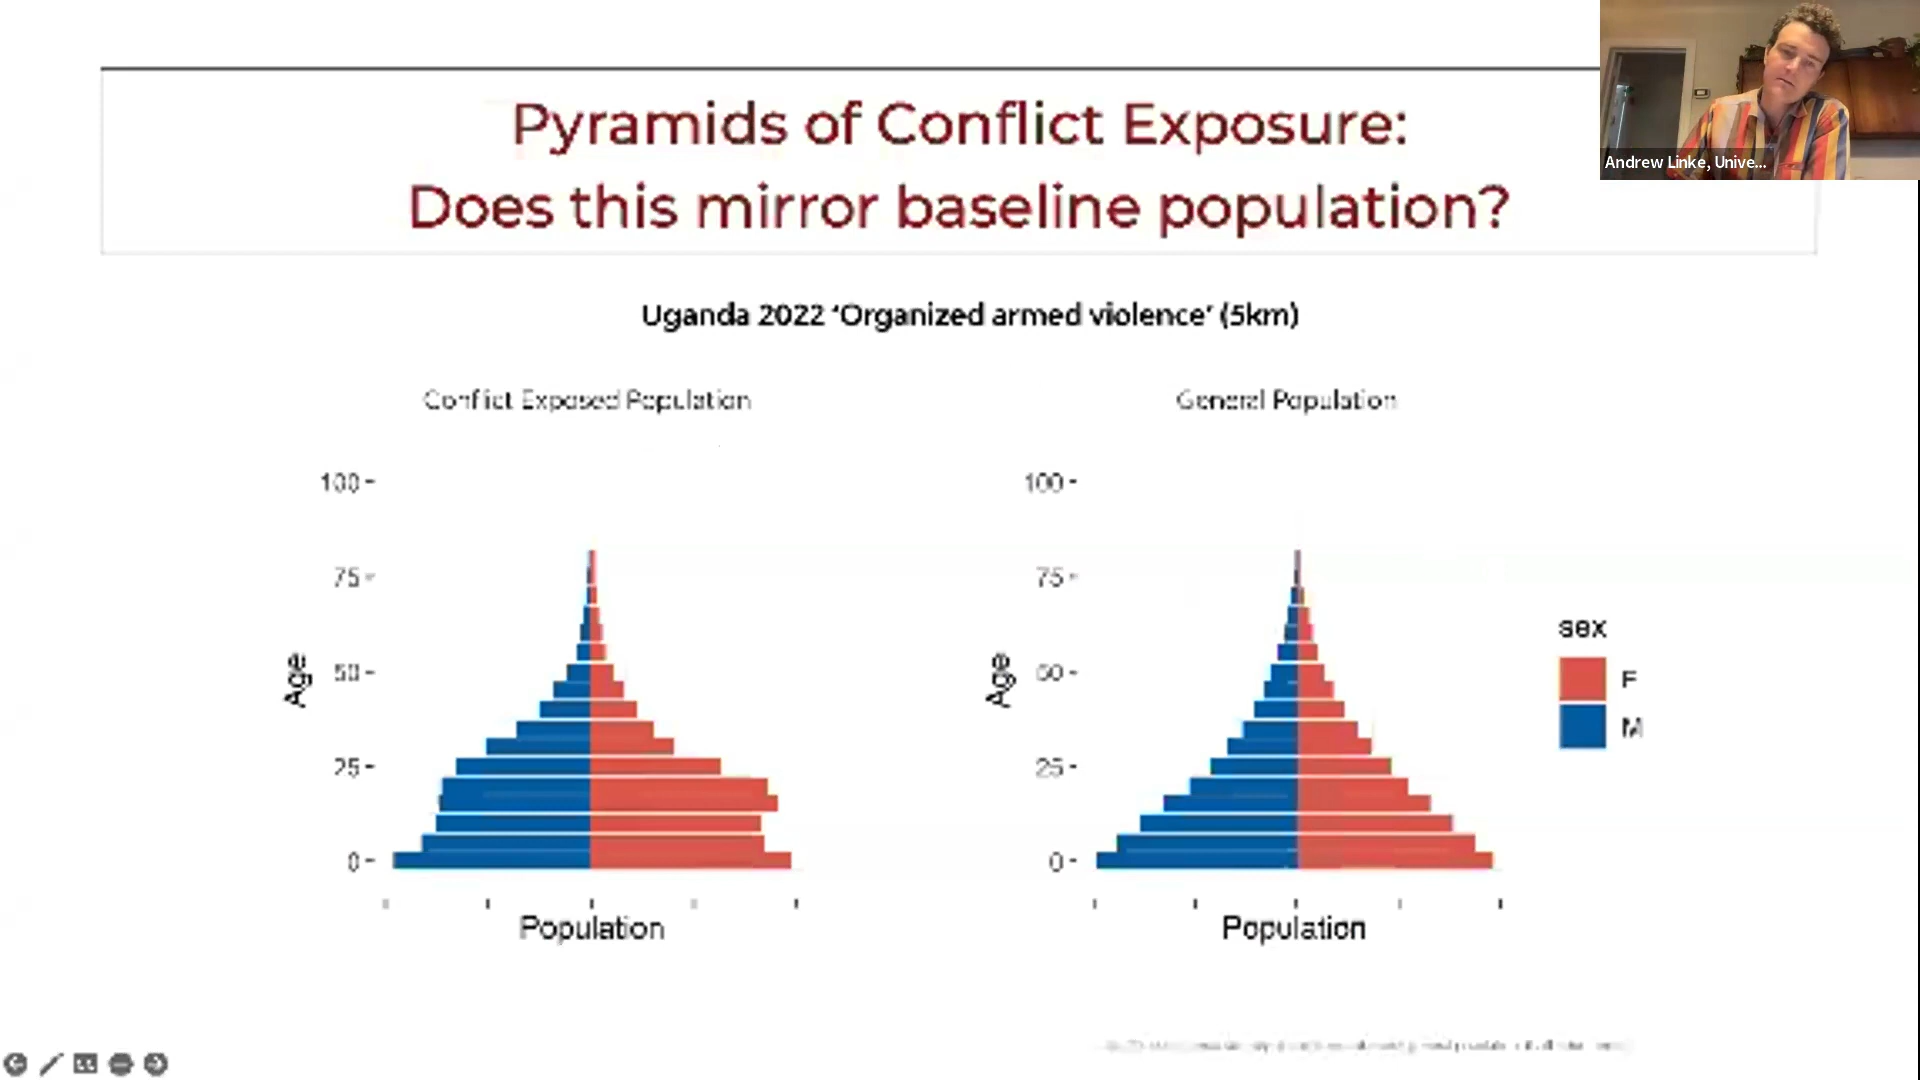 Andrew Linke, Unive...
Pyramids of Conflict Exposure:
Does this mirror baseline population?
Uganda 2022 ‘Organized armed violence’ (5km)
Conflict Exposed Population
General Population
100
75
50
25
0
Age
Population
100
75
50
25
0
Age
Population
sex
F
M